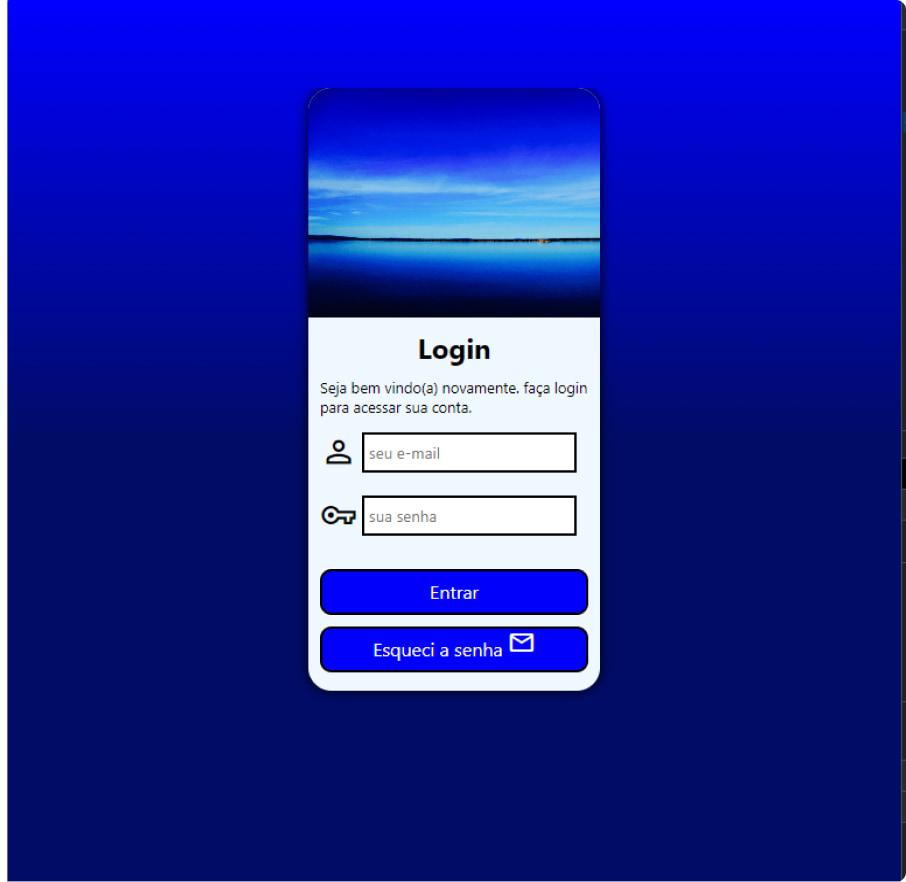 Login
Seja bem vindo(a) novamente. faça login
para acessar sua conta.
seu e-mail
sua senha
Entrar
Esqueci a senha